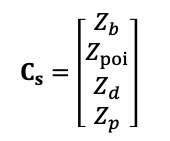 C_s = [Z_b
Z_poi
Z_d
Z_p]